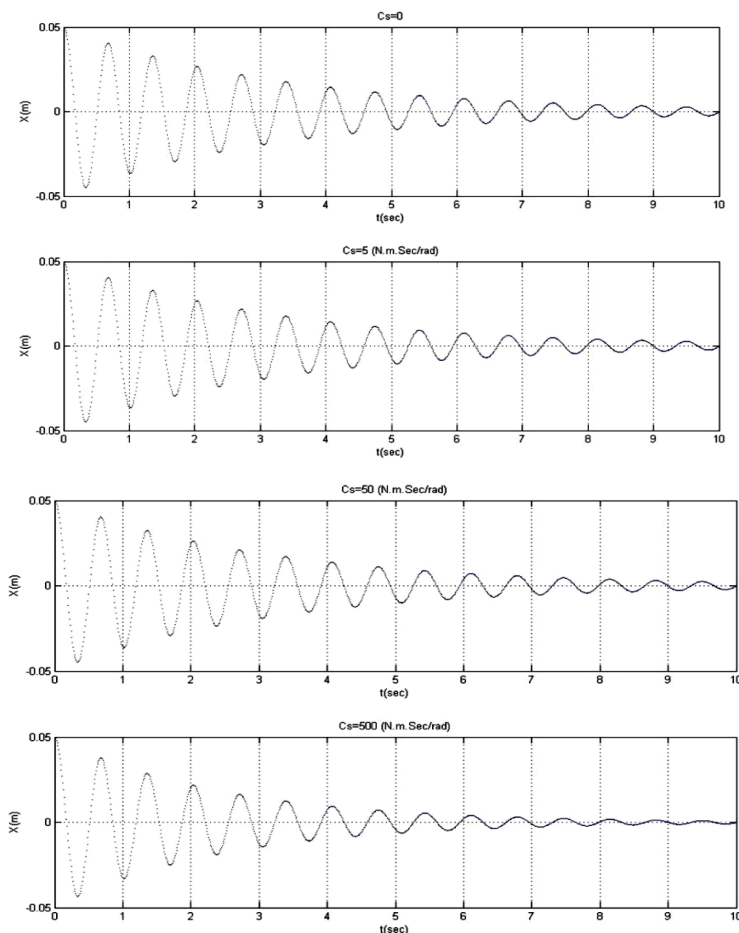 Cs=0
0.05
X(m)
0
-0.05
0 1 2 3 4 5 6 7 8 9 10
t(sec)
Cs=5 (N.m.Sec/rad)
0.05
X(m)
0
-0.05
0 1 2 3 4 5 6 7 8 9 10
t(sec)
Cs=50 (N.m.Sec/rad)
0.05
X(m)
0
-0.05
0 1 2 3 4 5 6 7 8 9 10
t(sec)
Cs=500 (N.m.Sec/rad)
0.05
X(m)
0
-0.05
0 1 2 3 4 5 6 7 8 9 10
t(sec)